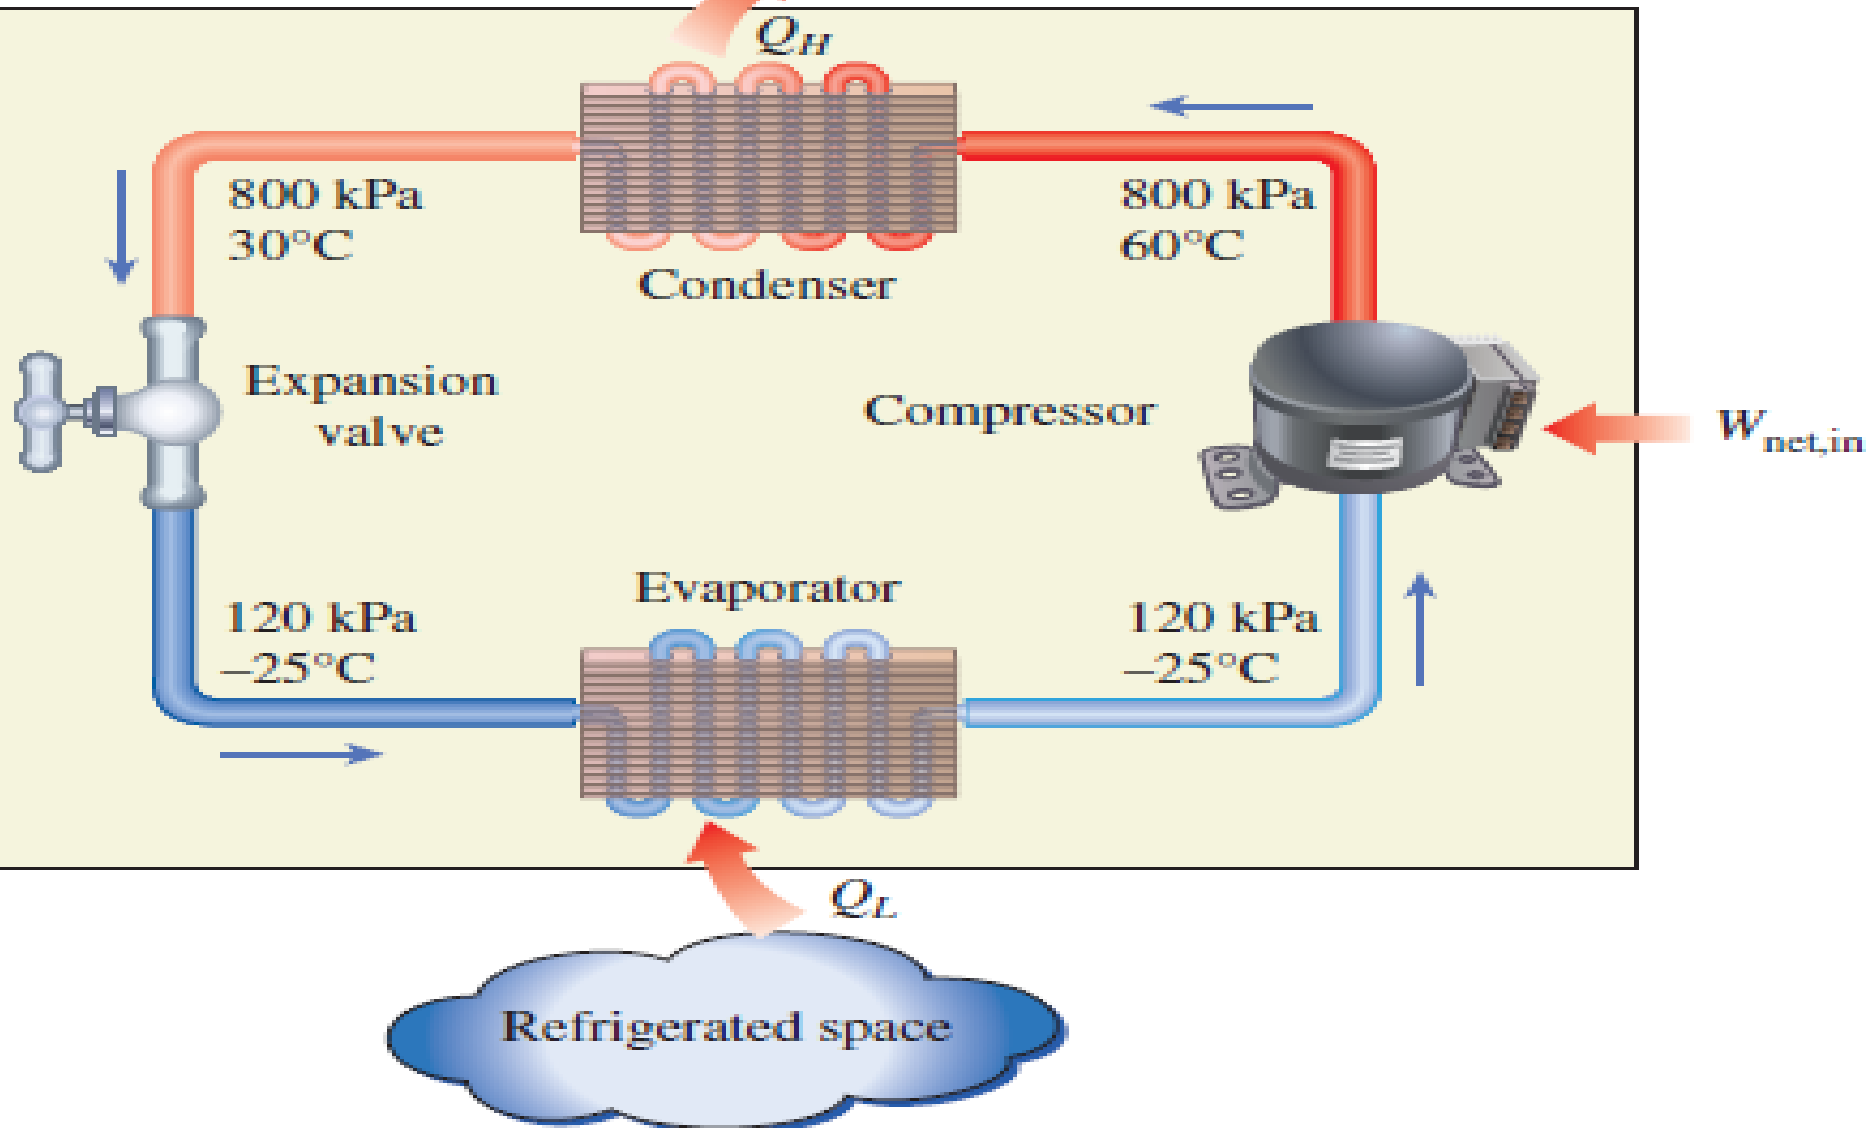 Q_H
800 kPa
30°C
800 kPa
60°C
Condenser
Expansion
valve
Compressor
W_net,in
Evaporator
120 kPa
–25°C
120 kPa
–25°C
Q_L
Refrigerated space